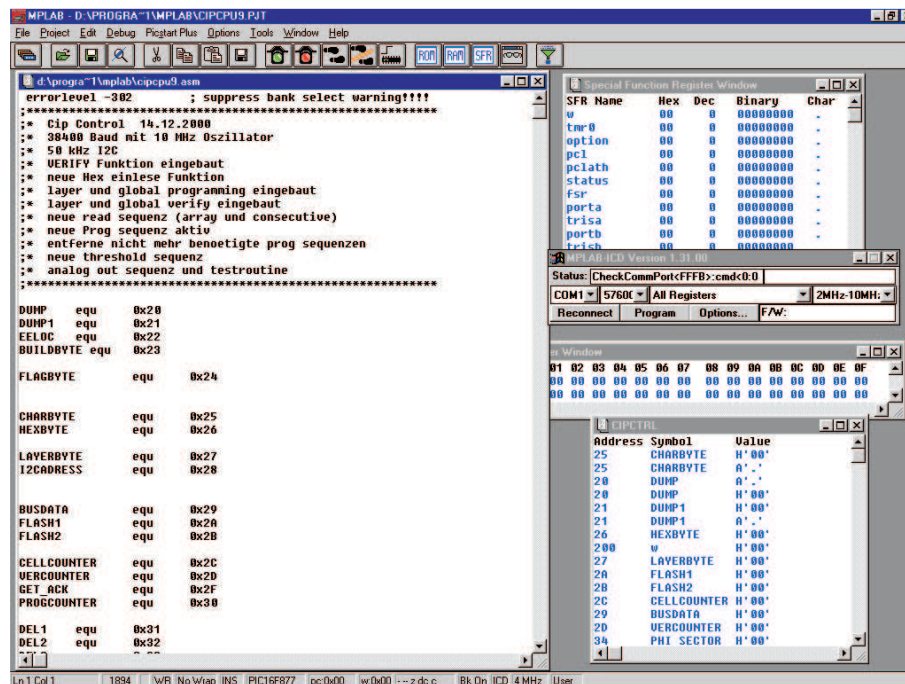 MPLAB - D:\PROGRA~1\MPLAB\CIPCPU9.PJT
File Project Edit Debug Picstart Plus Options Tools Window Help
ROM RAM SFR
d:\progra~1\mplab\cipcpu9.asm
errorlevel -302 ; suppress bank select warning!!!!
;************************************************************
;* Cip Control 14.12.2000
;* 38400 Baud mit 10 MHz Oszillator
;* 50 kHz I2C
;* VERIFY Funktion eingebaut
;* neue Hex einlese Funktion
;* layer und global programming eingebaut
;* layer und global verify eingebaut
;* neue read sequenz (array und consecutive)
;* neue Prog sequenz aktiv
;* entferne nicht mehr benoetigte prog sequenzen
;* neue threshold sequenz
;* analog out sequenz und testroutine
;************************************************************
DUMP equ 0x20
DUMP1 equ 0x21
EELOC equ 0x22
BUILDBYTE equ 0x23
FLAGBYTE equ 0x24
CHARBYTE equ 0x25
HEXBYTE equ 0x26
LAYERBYTE equ 0x27
I2CADRESS equ 0x28
BUSDATA equ 0x29
FLASH1 equ 0x2A
FLASH2 equ 0x2B
CELLCOUNTER equ 0x2C
VERCOUNTER equ 0x2D
GET_ACK equ 0x2F
PROGCOUNTER equ 0x30
DEL1 equ 0x31
DEL2 equ 0x32
Special Function Register Window
SFR Name Hex Dec Binary Char
w 00 0 00000000 .
tmr0 00 0 00000000 .
option 00 0 00000000 .
pcl 00 0 00000000 .
pclath 00 0 00000000 .
status 00 0 00000000 .
fsr 00 0 00000000 .
porta 00 0 00000000 .
trisa 00 0 00000000 .
portb 00 0 00000000 .
trisb 00 0 00000000 .
MPLAB-ICD Version 1.31.00
Status: CheckCommPort<FFFB>:cmd<0:0
COM1 5760( All Registers 2MHz-10MH:
Reconnect Program Options... F/W:
er Window
01 02 03 04 05 06 07 08 09 0A 0B 0C 0D 0E 0F
00 00 00 00 00 00 00 00 00 00 00 00 00 00 00
00 00 00 00 00 00 00 00 00 00 00 00 00 00 00
CIPCTRL
Address Symbol Value
25 CHARBYTE H'00'
25 CHARBYTE A'.'
20 DUMP A'.'
20 DUMP H'00'
21 DUMP1 H'00'
21 DUMP1 A'.'
26 HEXBYTE H'00'
200 w H'00'
27 LAYERBYTE H'00'
2A FLASH1 H'00'
2B FLASH2 H'00'
2C CELLCOUNTER H'00'
29 BUSDATA H'00'
2D VERCOUNTER H'00'
34 PHI SECTOR H'00'
Ln 1 Col 1 1894 WR No Wrap INS PIC16F877 pc:0x00 w:0x00 - -- z dc c Bk On ICD 4 MHz User